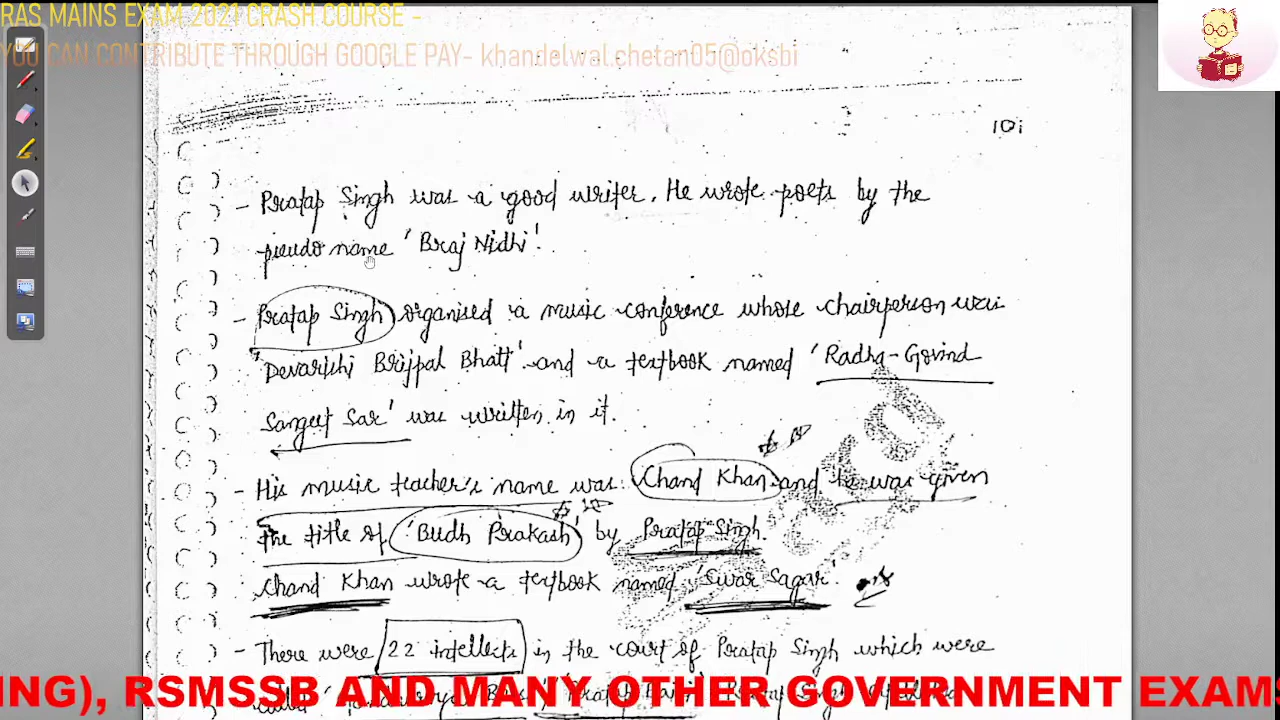 RAS MAINS EXAM 2021 CRASH COURSE -
YOU CAN CONTRIBUTE THROUGH GOOGLE PAY- khandelwal.chetan05@oksbi
101
- Pratap Singh was a good writer. He wrote poets by the
pseudo name 'Braj Nidhi'.
- Pratap Singh organised a music conference whose chairperson was
'Devarshi Brijpal Bhatt' and a textbook named 'Radha-Govind
Sangeet Sar' was written in it.
- His music teacher's name was Chand Khan and he was given
the title of 'Budh Prakash' by Pratap Singh.
Chand Khan wrote a textbook named 'Swar Sagar'.
- There were 22 intellects in the court of Pratap Singh which were
ING), RSMSSB AND MANY OTHER GOVERNMENT EXAMS